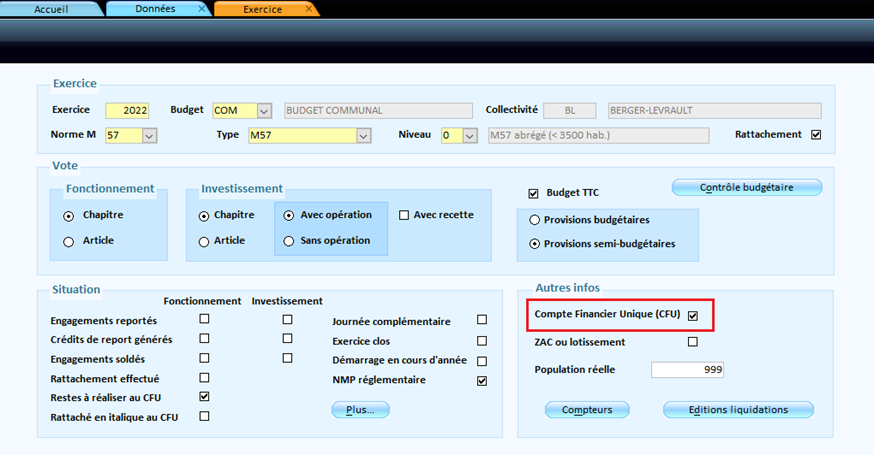 Accueil Données Exercice
Exercice
Exercice 2022 Budget COM BUDGET COMMUNAL Collectivité BL BERGER-LEVRAULT
Norme M 57 Type M57 Niveau 0 M57 abrégé (< 3500 hab.) Rattachement
Vote
Fonctionnement Investissement Budget TTC Contrôle budgétaire
Chapitre Chapitre Avec opération Avec recette Provisions budgétaires
Article Article Sans opération Provisions semi-budgétaires
Situation Autres infos
Fonctionnement Investissement
Engagements reportés Journée complémentaire Compte Financier Unique (CFU)
Crédits de report générés Exercice clos ZAC ou lotissement
Engagements soldés Démarrage en cours d'année Population réelle 999
Rattachement effectué NMP réglementaire
Restes à réaliser au CFU
Rattaché en italique au CFU Plus... Compteurs Editions liquidations